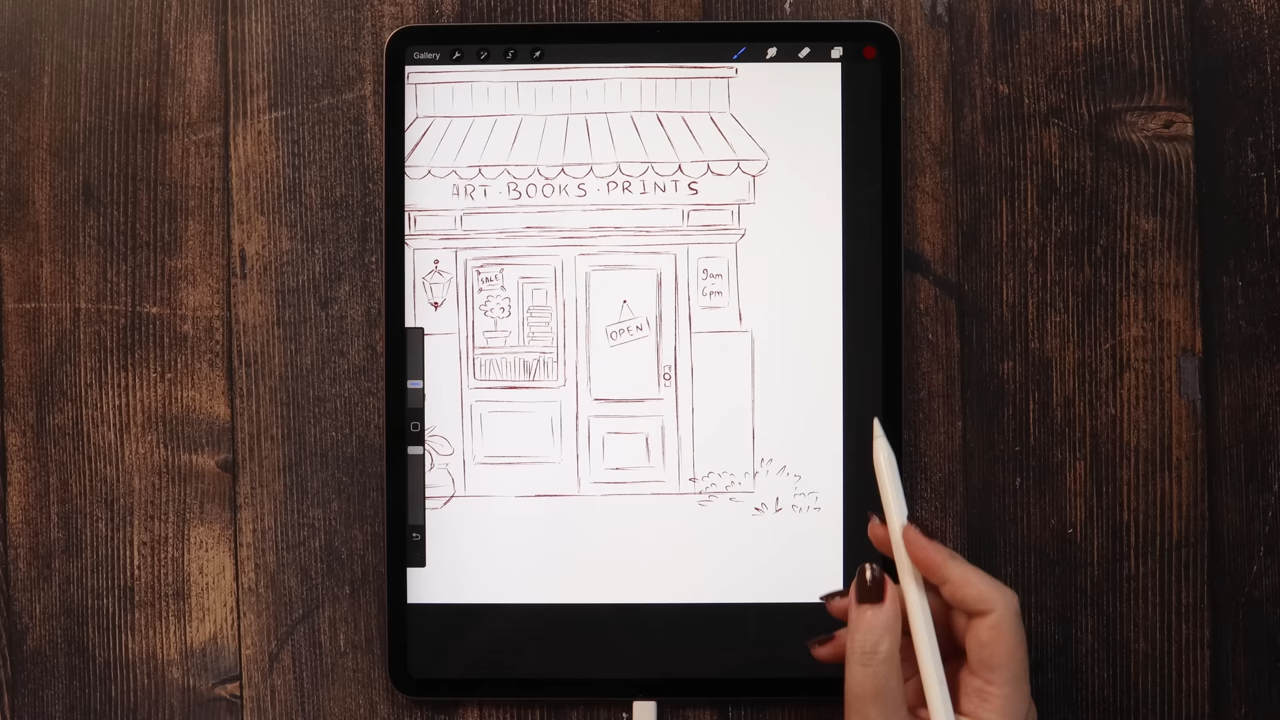 Gallery
ART · BOOKS · PRINTS
SALE
9am
-
6pm
OPEN